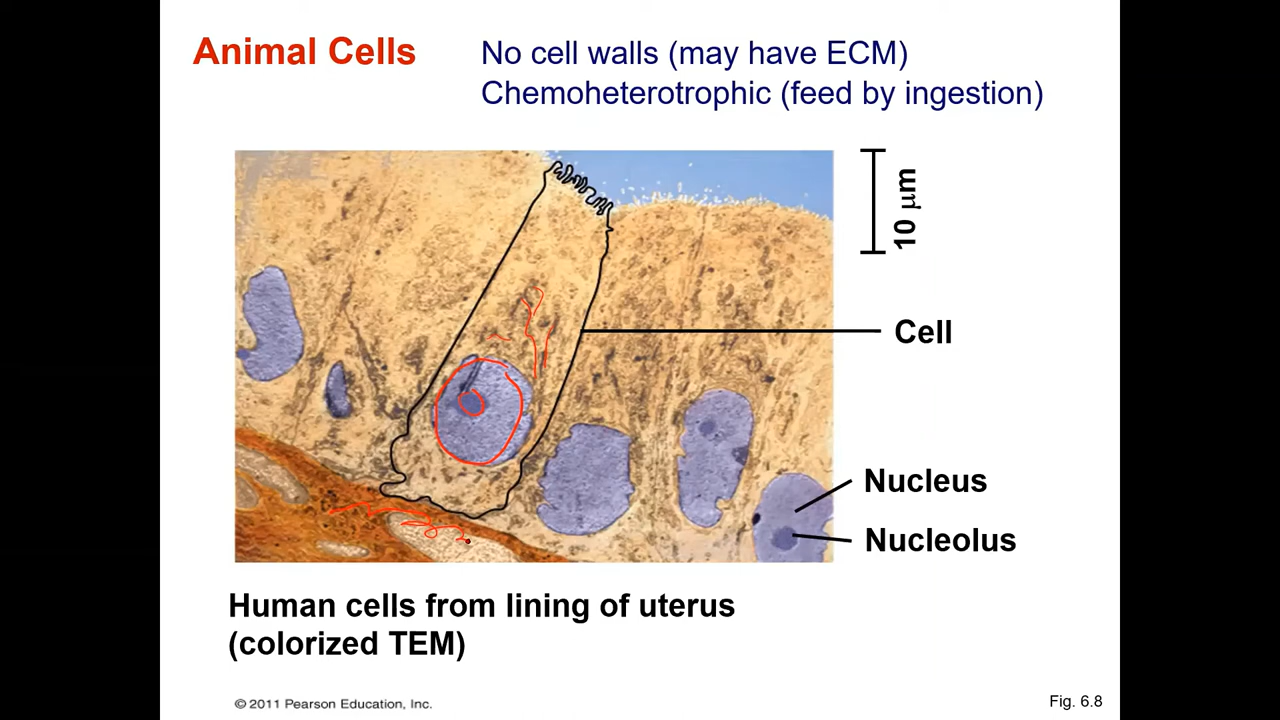 Animal Cells
No cell walls (may have ECM)
Chemoheterotrophic (feed by ingestion)
10 μm
Cell
Nucleus
Nucleolus
Human cells from lining of uterus
(colorized TEM)
© 2011 Pearson Education, Inc.
Fig. 6.8